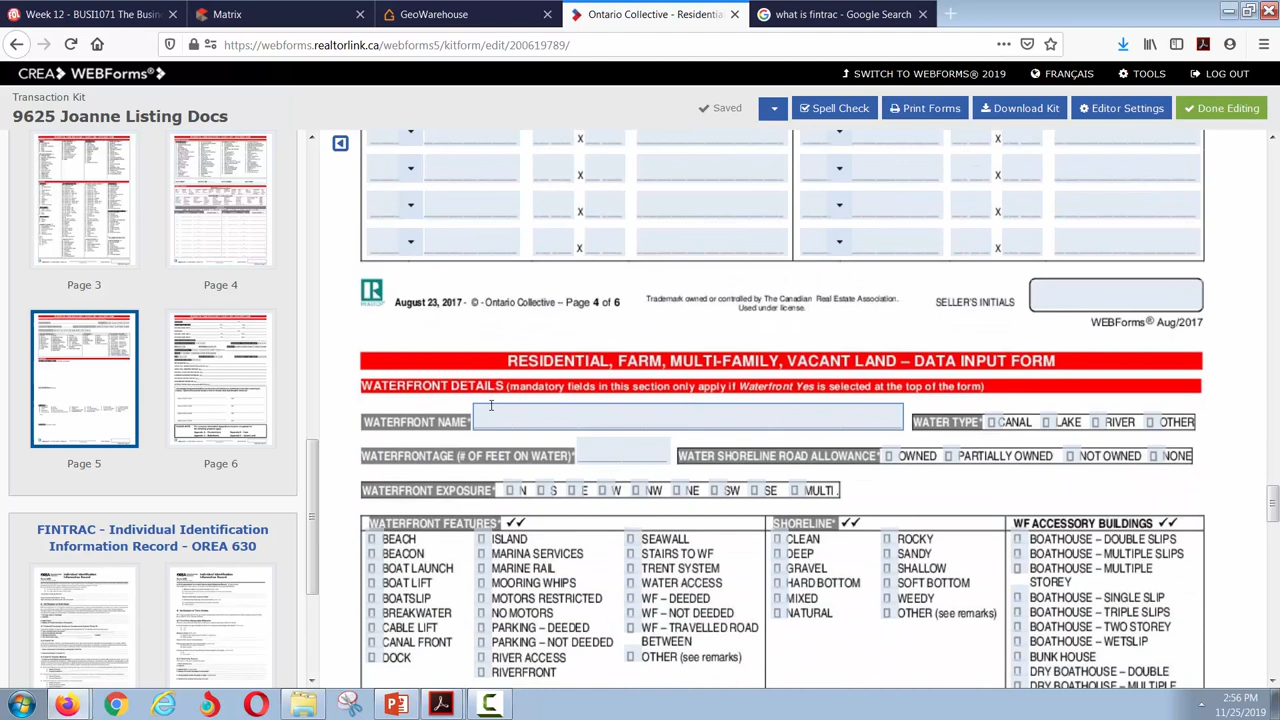 Week 12 - BUSI1071 The Busin
Matrix
GeoWarehouse
Ontario Collective - Residentia
what is fintrac - Google Search
https://webforms.realtorlink.ca/webforms5/kitform/edit/200619789/
CREA WEBForms®
SWITCH TO WEBFORMS® 2019
FRANÇAIS
TOOLS
LOG OUT
Transaction Kit
9625 Joanne Listing Docs
Saved
Spell Check
Print Forms
Download Kit
Editor Settings
Done Editing
X X
X X
X X
X X
Page 3
Page 4
Page 5
Page 6
FINTRAC - Individual Identification
Information Record - OREA 630
August 23, 2017 - © - Ontario Collective -- Page 4 of 6
Trademark owned or controlled by The Canadian Real Estate Association.
Used under license.
SELLER'S INITIALS
WEBForms®
RESIDENTIAL
MULTI-FAMILY, VACANT
DATA INPUT FORM
WATERFRONT DETAILS (mandatory fields in this section only apply if Waterfront Yes is selected at the top of the form)
WATERFRONT NAME*
WATER TYPE*
CANAL
RIVER
OTHER
WATERFRONTAGE (# OF FEET ON WATER)*
WATER SHORELINE ROAD ALLOWANCE*
OWNED
PARTIALLY OWNED
NOT OWNED
NONE
WATERFRONT EXPOSURE*
N S E W NW NE SW SE MULTI
WATERFRONT FEATURES*
SHORELINE*
WF ACCESSORY BUILDINGS
BEACH ISLAND SEAWALL CLEAN ROCKY BOATHOUSE – DOUBLE SLIPS
BEACON MARINA SERVICES STAIRS TO WF DEEP SANDY BOATHOUSE – MULTIPLE SLIPS
BOAT LAUNCH MARINE RAIL TRENT SYSTEM GRAVEL SHALLOW BOATHOUSE – MULTIPLE
BOAT LIFT MOORING WHIPS WATER ACCESS HARD BOTTOM SOFT BOTTOM STOREY
BOATSLIP MOTORS RESTRICTED WF – DEEDED MIXED WEEDY BOATHOUSE – SINGLE SLIP
BREAKWATER NO MOTORS WF – NOT DEEDED NATURAL OTHER (see remarks) BOATHOUSE – TRIPLE SLIPS
CABLE LIFT PARKING – DEEDED WF – TRAVELLED ROAD BOATHOUSE – TWO STOREY
CANAL FRONT PARKING – NOT DEEDED BETWEEN BOATHOUSE – WETSLIP
DOCK RIVER ACCESS OTHER (see remarks) BUNKHOUSE
RIVERFRONT DRY BOATHOUSE – DOUBLE
DRY BOATHOUSE – MULTIPLE
2:56 PM
11/25/2019